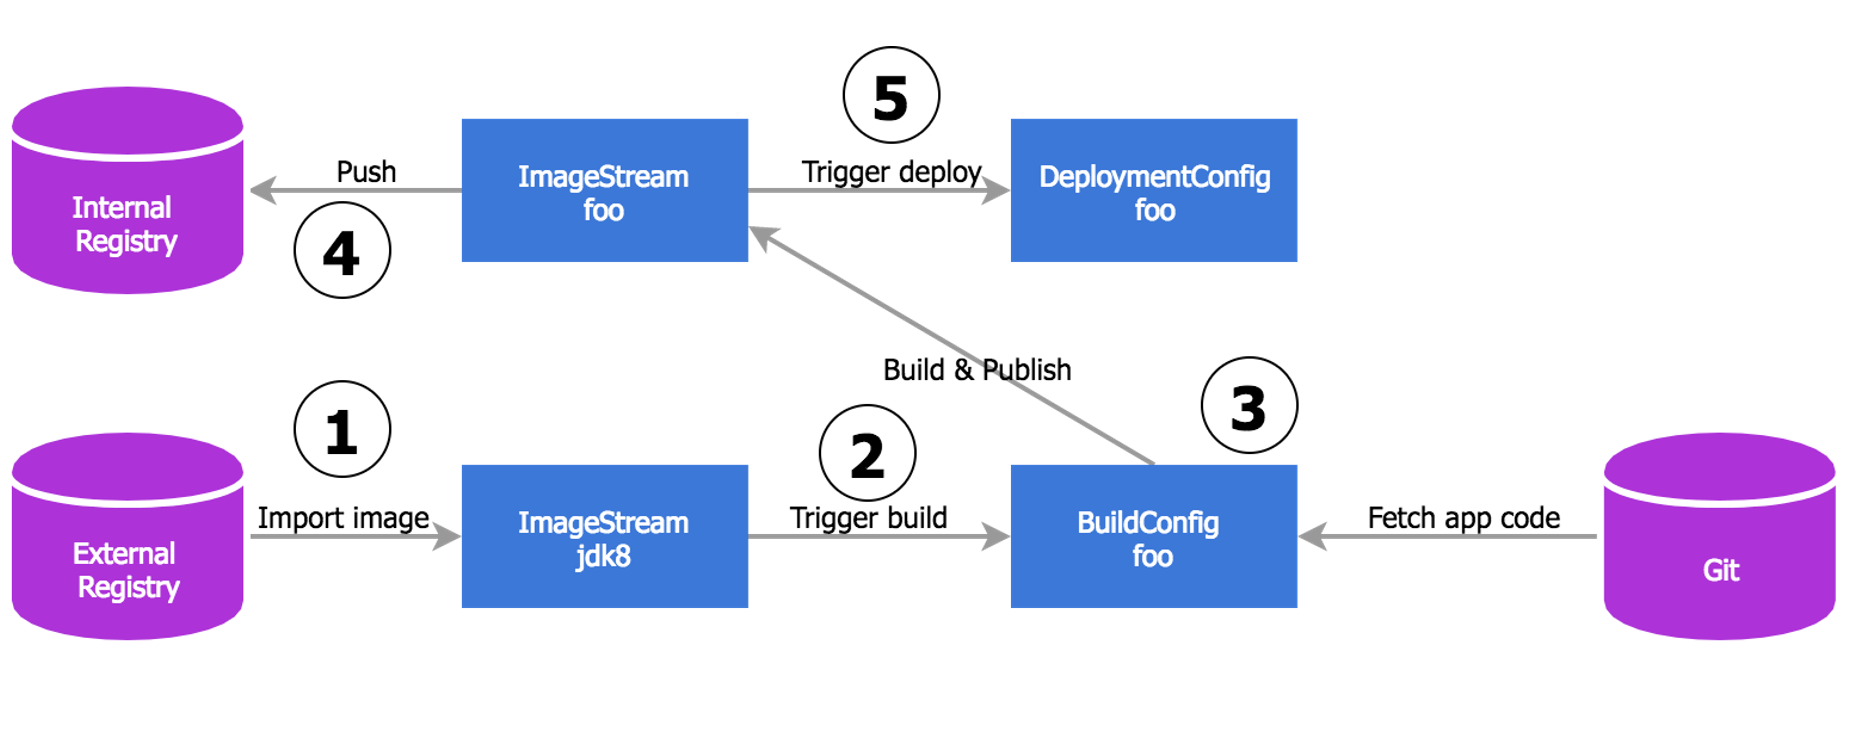 5
Push
ImageStream
foo
Trigger deploy
DeploymentConfig
foo
Internal
Registry
4
Build & Publish
3
1
2
Import image
ImageStream
jdk8
Trigger build
BuildConfig
foo
Fetch app code
External
Registry
Git